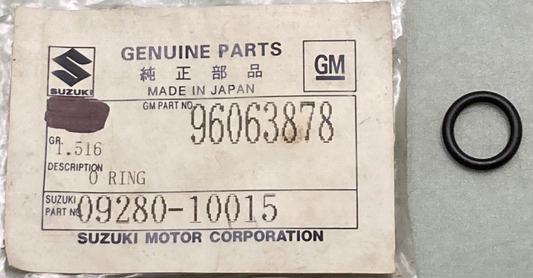 GENUINE PARTS
GM
純正部品
SUZUKI
MADE IN JAPAN
GM PART NO. 96063878
GR.
1.516
DESCRIPTION
O RING
SUZUKI PART NO. 09280-10015
SUZUKI MOTOR CORPORATION